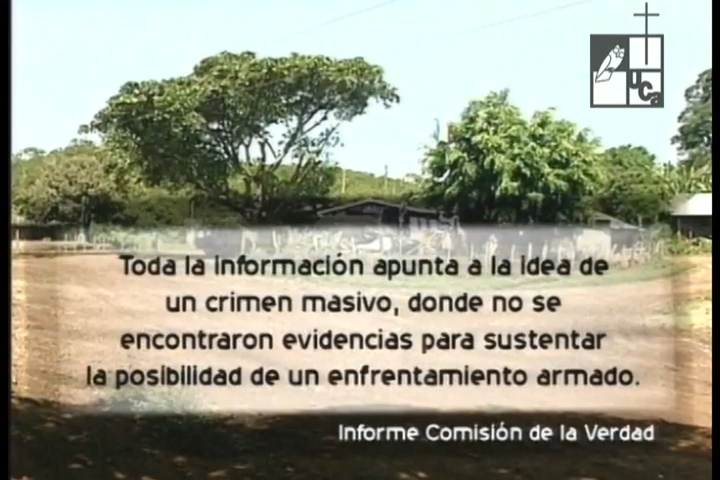 uca
Toda la información apunta a la idea de
un crimen masivo, donde no se
encontraron evidencias para sustentar
la posibilidad de un enfrentamiento armado.
Informe Comisión de la Verdad